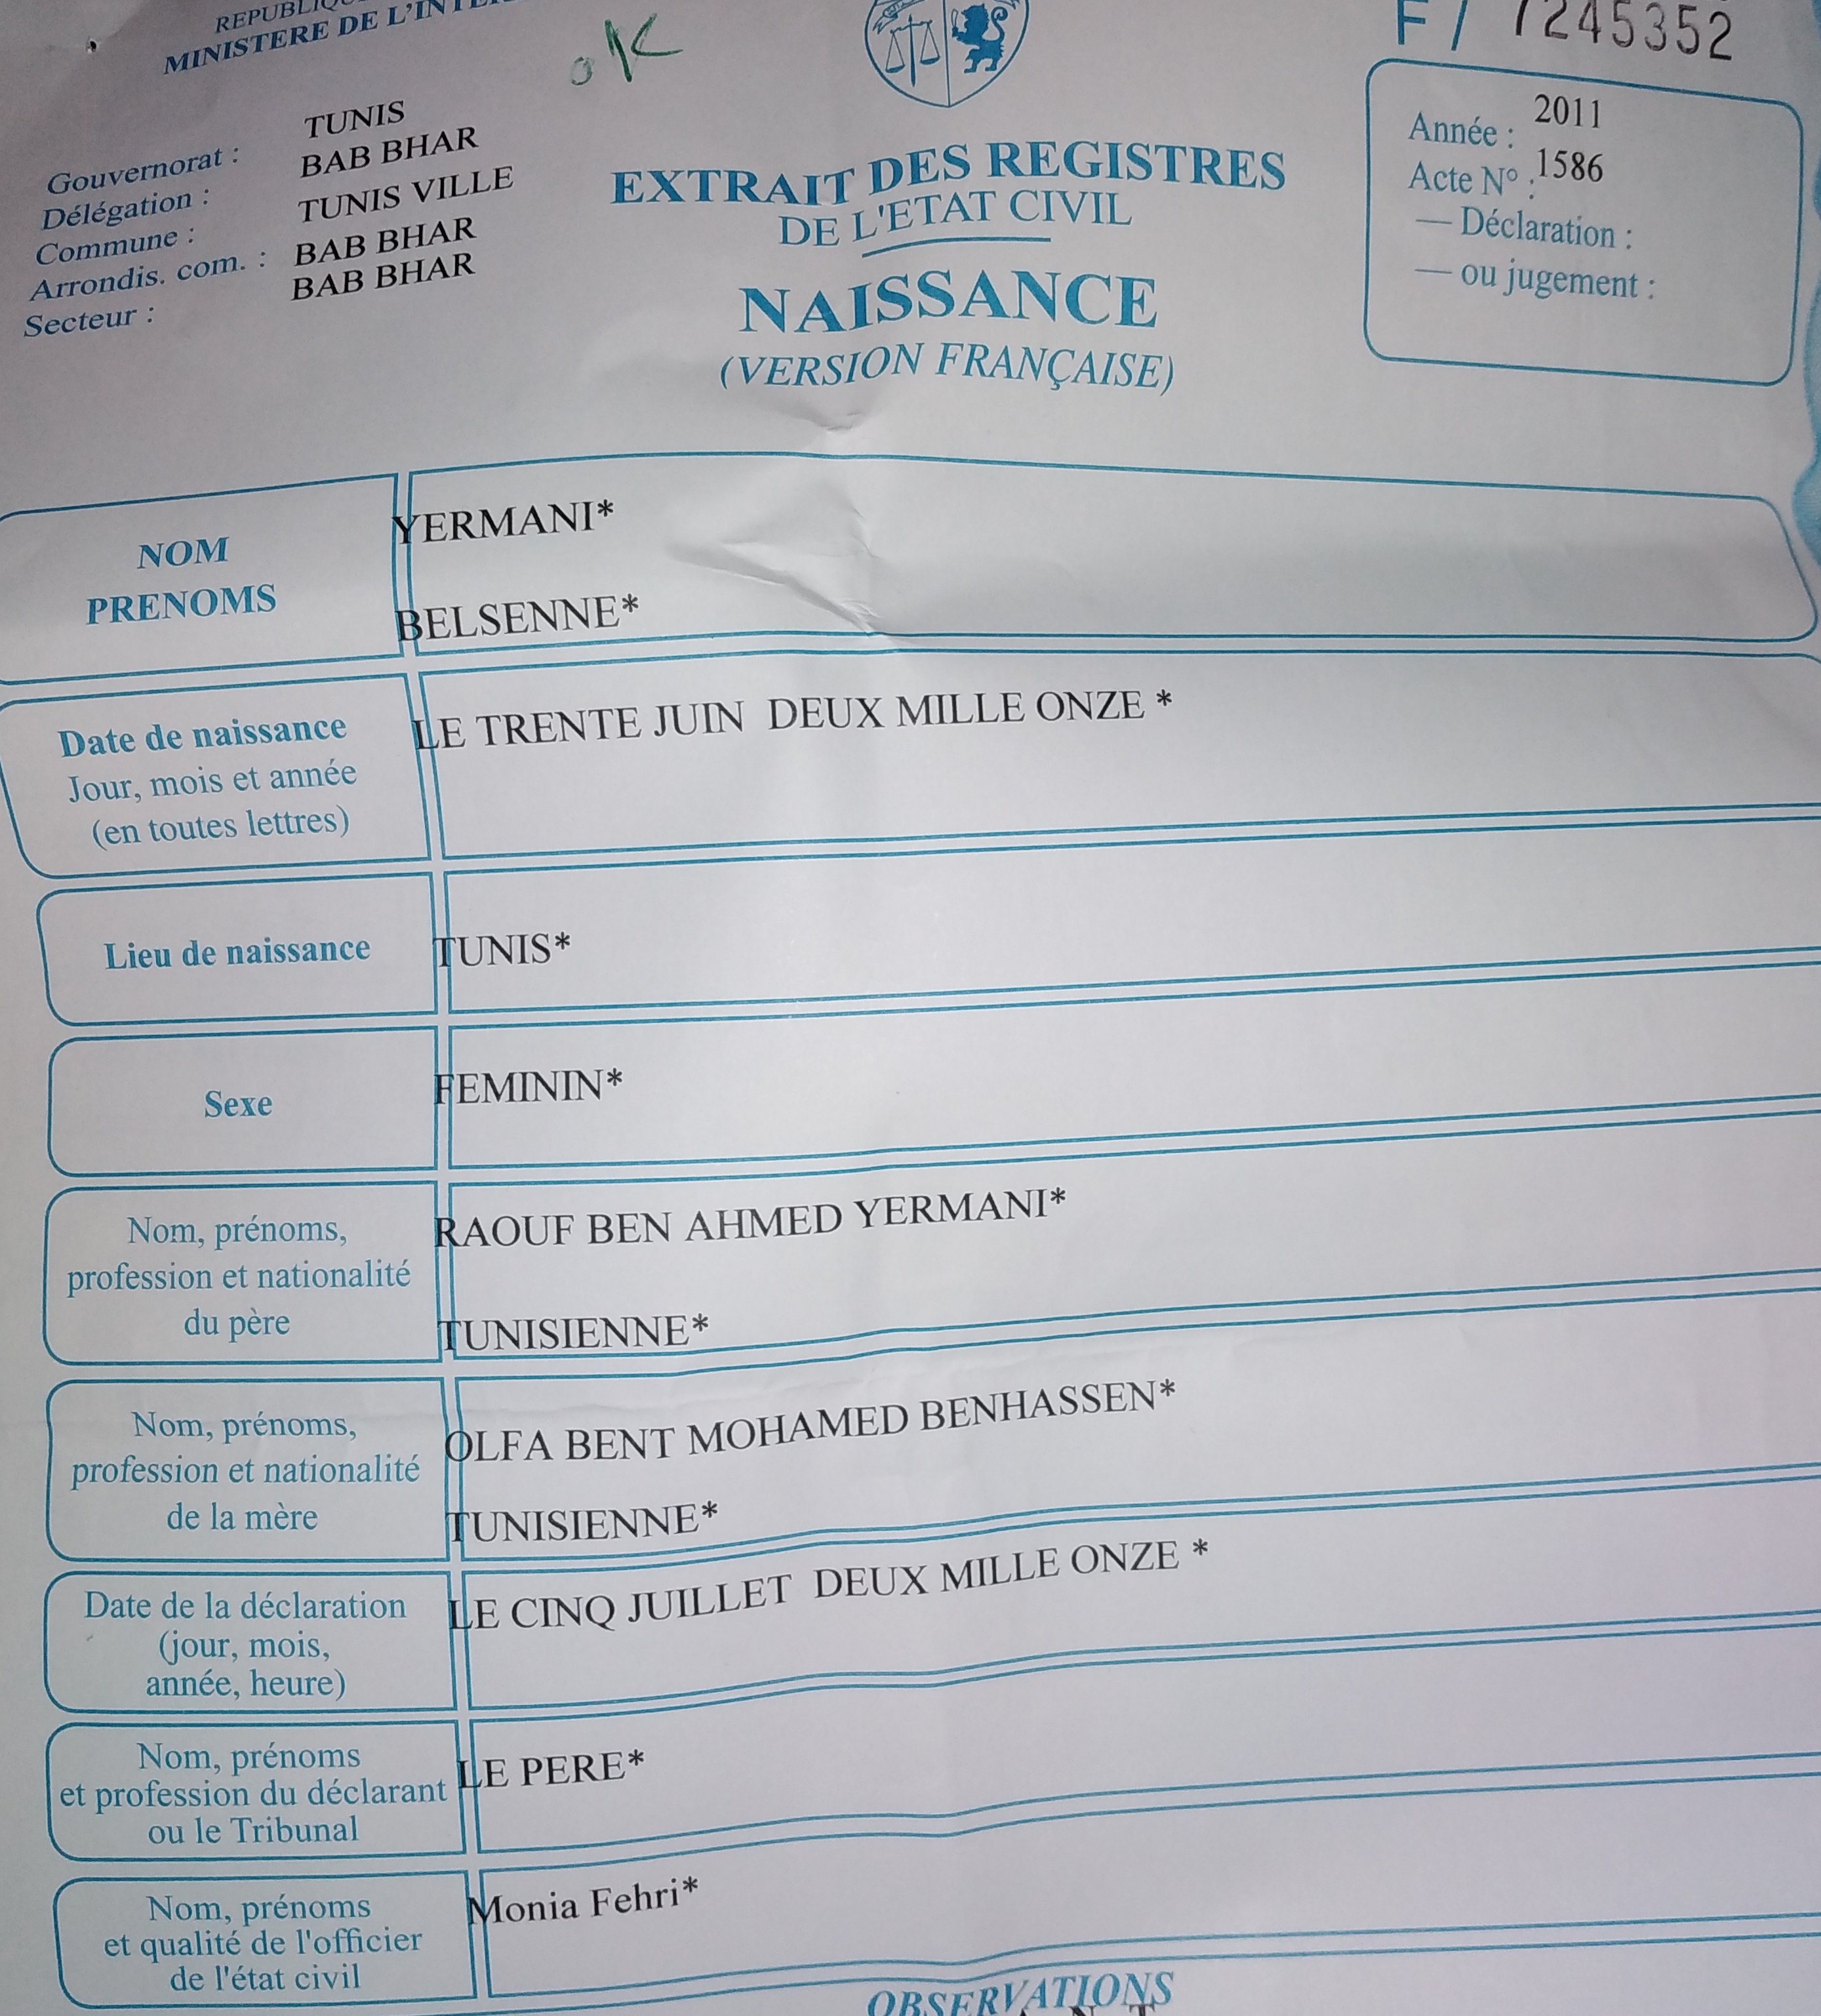 MINISTERE DE L'INTE
ok
F/ 7245352
Gouvernorat : TUNIS
Délégation : BAB BHAR
Commune : TUNIS VILLE
Arrondis. com. : BAB BHAR
Secteur : BAB BHAR
EXTRAIT DES REGISTRES
DE L'ETAT CIVIL
NAISSANCE
(VERSION FRANÇAISE)
Année : 2011
Acte N° : 1586
— Déclaration :
— ou jugement :
NOM YERMANI*
PRENOMS BELSENNE*
Date de naissance LE TRENTE JUIN DEUX MILLE ONZE *
Jour, mois et année
(en toutes lettres)
Lieu de naissance TUNIS*
Sexe FEMININ*
Nom, prénoms, RAOUF BEN AHMED YERMANI*
profession et nationalité
du père TUNISIENNE*
Nom, prénoms, OLFA BENT MOHAMED BENHASSEN*
profession et nationalité
de la mère TUNISIENNE*
Date de la déclaration LE CINQ JUILLET DEUX MILLE ONZE *
(jour, mois,
année, heure)
Nom, prénoms
et profession du déclarant LE PERE*
ou le Tribunal
Nom, prénoms Monia Fehri*
et qualité de l'officier
de l'état civil
OBSERVATIONS